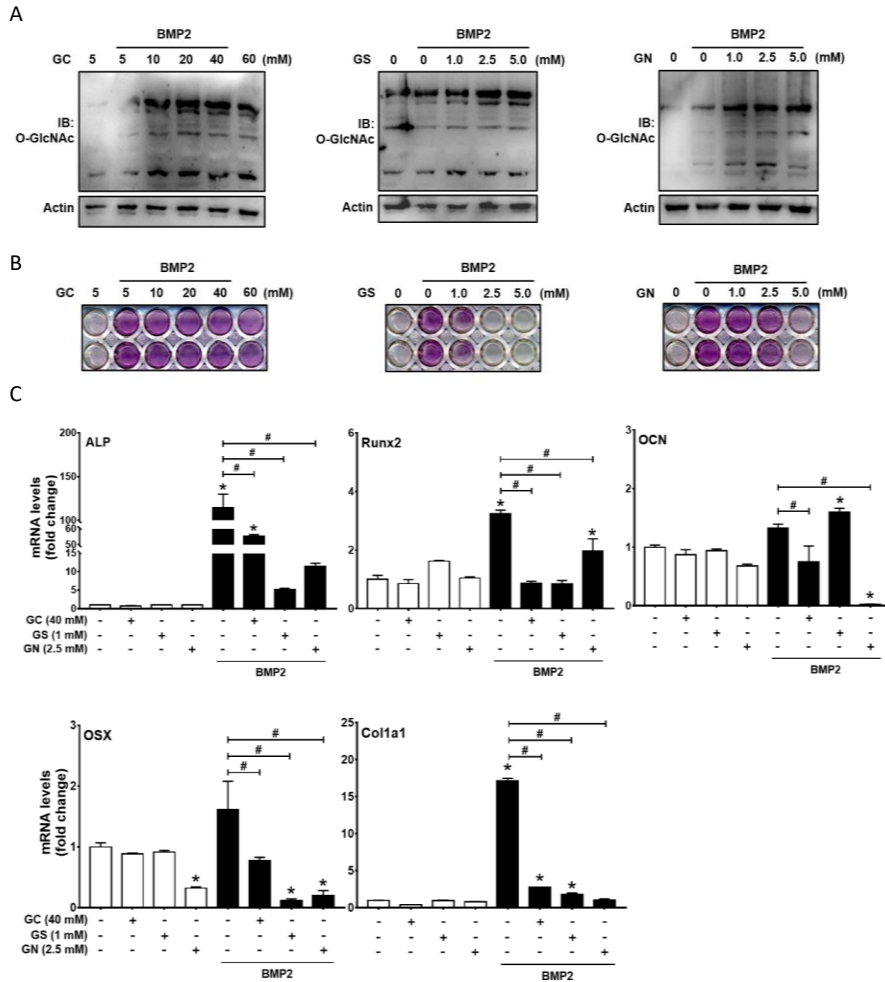 A
BMP2 BMP2 BMP2
GC 5 5 10 20 40 60 (mM) GS 0 0 1.0 2.5 5.0 (mM) GN 0 0 1.0 2.5 5.0 (mM)
IB: O-GlcNAc IB: O-GlcNAc IB: O-GlcNAc
Actin Actin Actin
B
BMP2 BMP2 BMP2
GC 5 5 10 20 40 60 (mM) GS 0 0 1.0 2.5 5.0 (mM) GN 0 0 1.0 2.5 5.0 (mM)
C
ALP
mRNA levels
(fold change)
200
150
100
60
30
15
10
5
0
* # # # *
Runx2
6
4
2
0
* # # # *
OCN
3
2
1
0
# # * *
GC (40 mM) - + - - - + - -
GS (1 mM) - - + - - - + -
GN (2.5 mM) - - - + - - - +
BMP2
- + - - - + - -
- - + - - - + -
- - - + - - - +
BMP2
- + - - - + - -
- - + - - - + -
- - - + - - - +
BMP2
OSX
mRNA levels
(fold change)
3
2
1
0
* # # # * *
Col1a1
25
20
15
10
5
0
* # # # * *
GC (40 mM) - + - - - + - -
GS (1 mM) - - + - - - + -
GN (2.5 mM) - - - + - - - +
BMP2
- + - - - + - -
- - + - - - + -
- - - + - - - +
BMP2